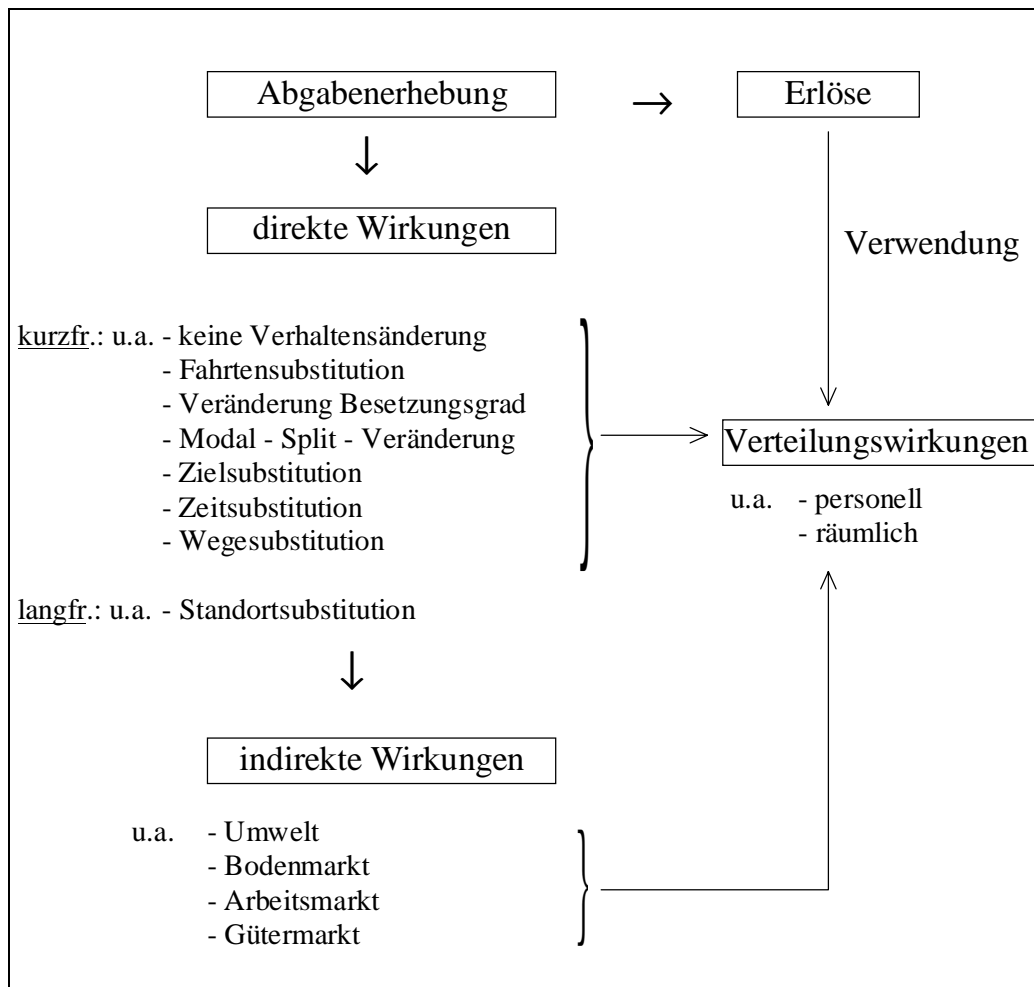 Abgabenerhebung → Erlöse
↓
direkte Wirkungen
Verwendung
kurzfr.: u.a. - keine Verhaltensänderung
- Fahrtensubstitution
- Veränderung Besetzungsgrad
- Modal - Split - Veränderung
- Zielsubstitution
- Zeitsubstitution
- Wegesubstitution
Verteilungswirkungen
u.a. - personell
- räumlich
langfr.: u.a. - Standortsubstitution
↓
indirekte Wirkungen
u.a. - Umwelt
- Bodenmarkt
- Arbeitsmarkt
- Gütermarkt